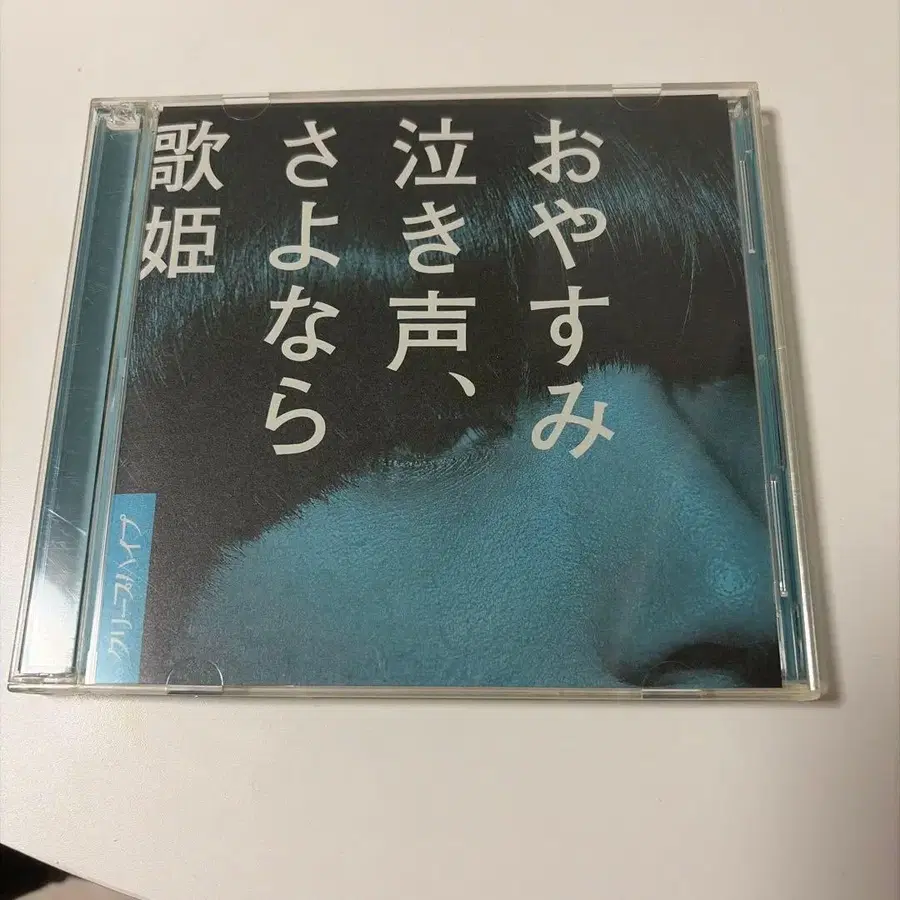 おやすみ
泣き声、
さよなら
歌姫
クリープハイプ